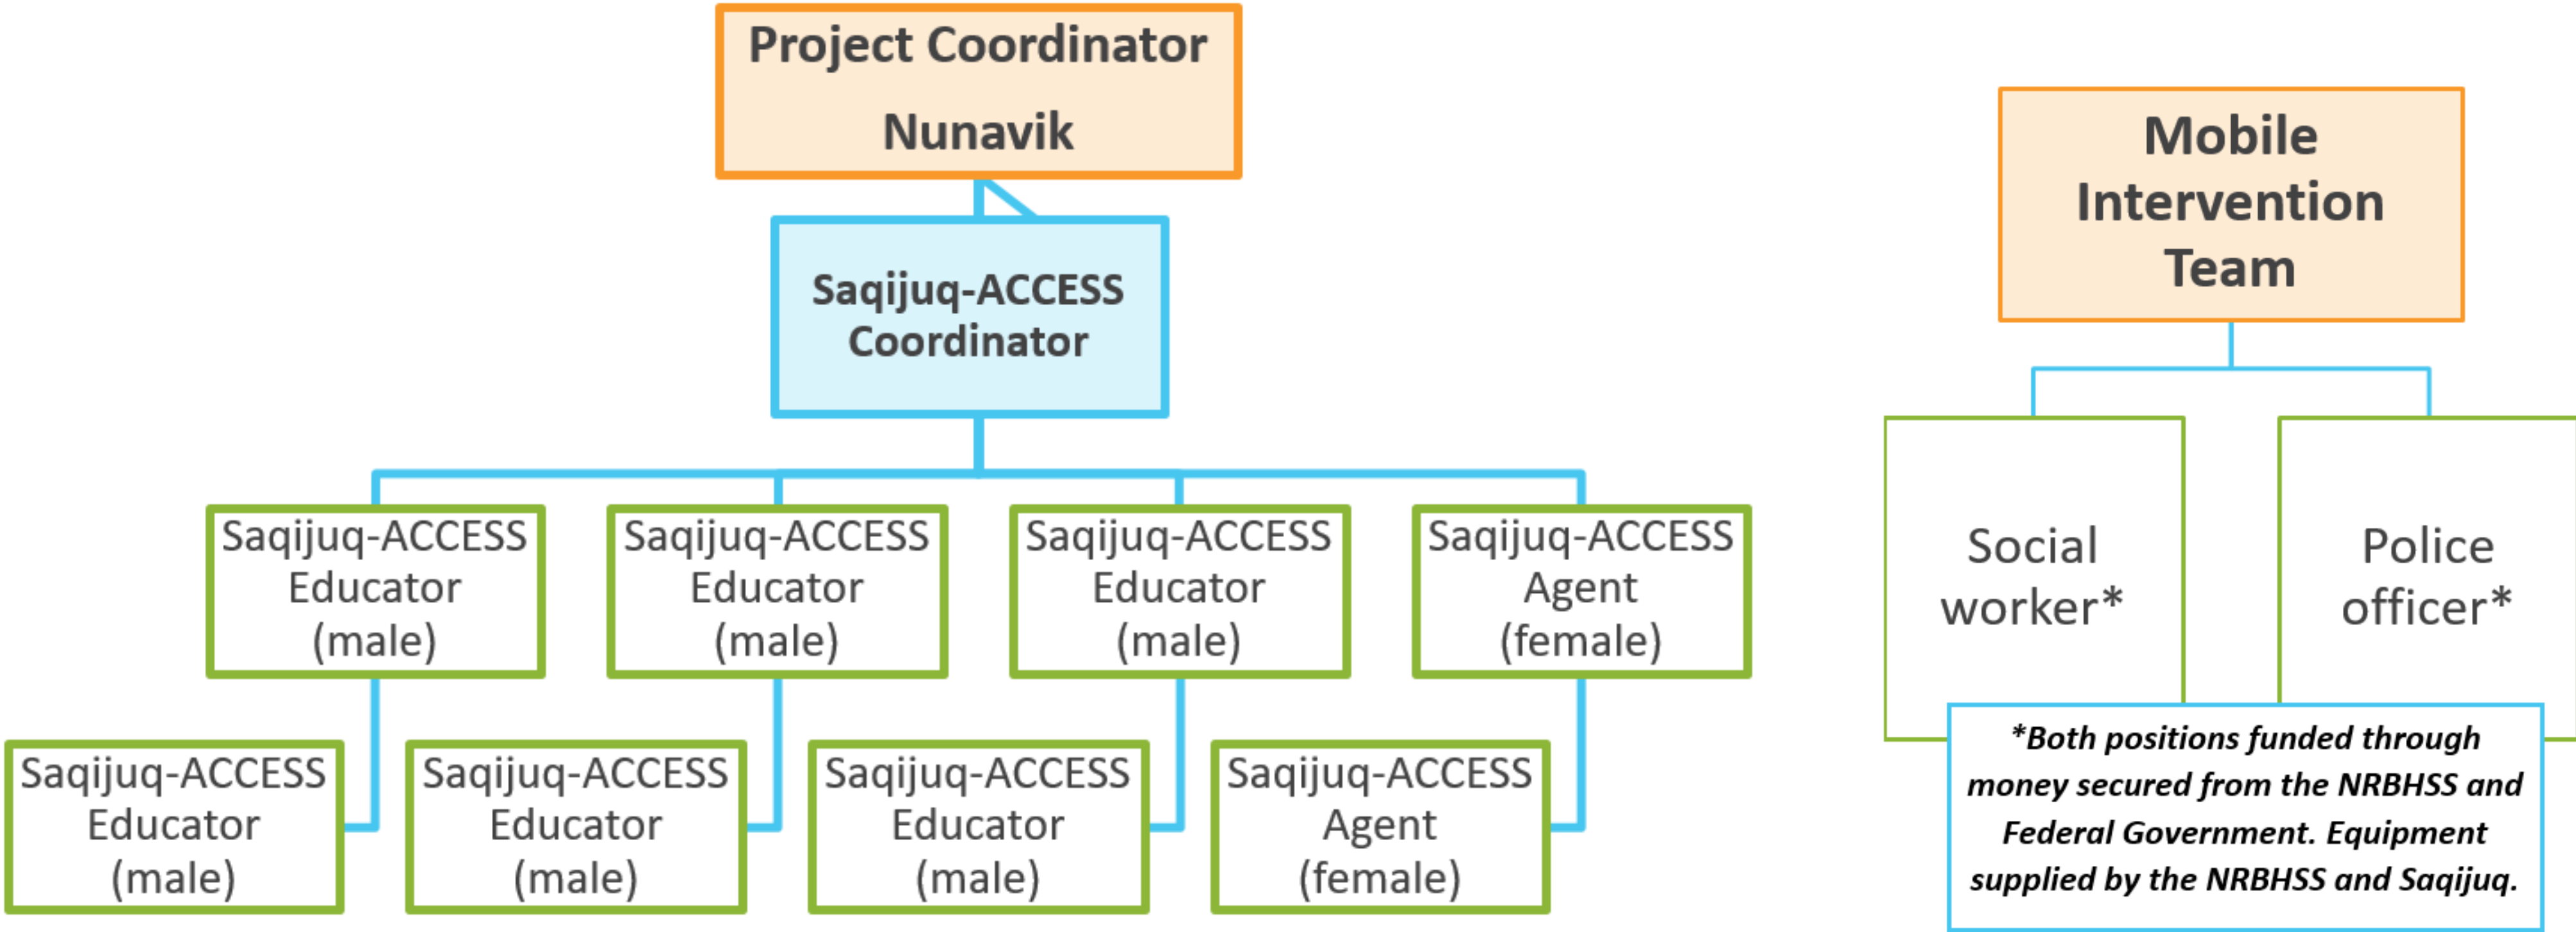 Project Coordinator
Nunavik
Saqijuq-ACCESS
Coordinator
Saqijuq-ACCESS
Educator
(male)
Saqijuq-ACCESS
Educator
(male)
Saqijuq-ACCESS
Educator
(male)
Saqijuq-ACCESS
Agent
(female)
Saqijuq-ACCESS
Educator
(male)
Saqijuq-ACCESS
Educator
(male)
Saqijuq-ACCESS
Educator
(male)
Saqijuq-ACCESS
Agent
(female)
Mobile
Intervention
Team
Social
worker*
Police
officer*
*Both positions funded through
money secured from the NRBHSS and
Federal Government. Equipment
supplied by the NRBHSS and Saqijuq.